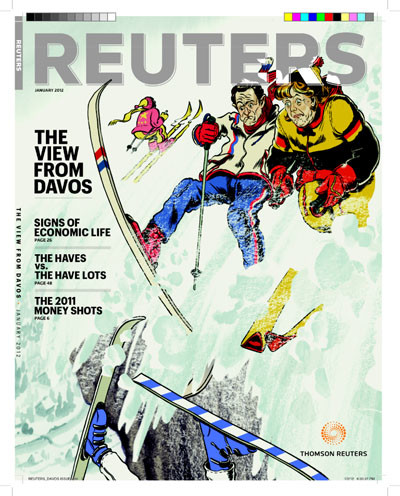 REUTERS
REUTERS
JANUARY 2012
THE
VIEW
FROM
DAVOS
SIGNS OF
ECONOMIC LIFE
PAGE 26
THE HAVES
VS.
THE HAVE LOTS
PAGE 48
THE 2011
MONEY SHOTS
PAGE 6
THE VIEW FROM DAVOS - JANUARY 2012
THOMSON REUTERS